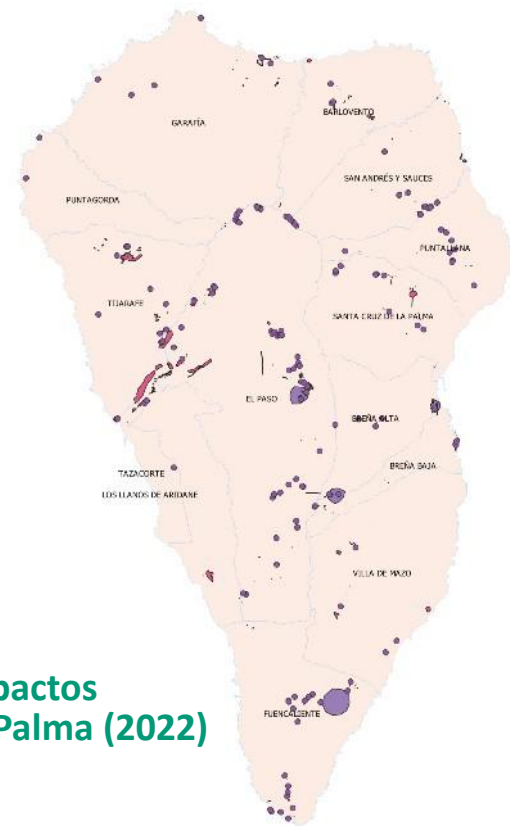 GARAFÍA
BARLOVENTO
SAN ANDRÉS Y SAUCES
PUNTAGORDA
PUNTALLANA
TIJARAFE
SANTA CRUZ DE LA PALMA
EL PASO
BREÑA ALTA
BREÑA BAJA
TAZACORTE
LOS LLANOS DE ARIDANE
VILLA DE MAZO
pactos
Palma (2022)
FUENCALIENTE